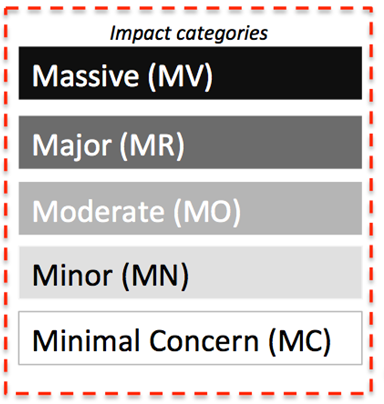 Impact categories
Massive (MV)
Major (MR)
Moderate (MO)
Minor (MN)
Minimal Concern (MC)